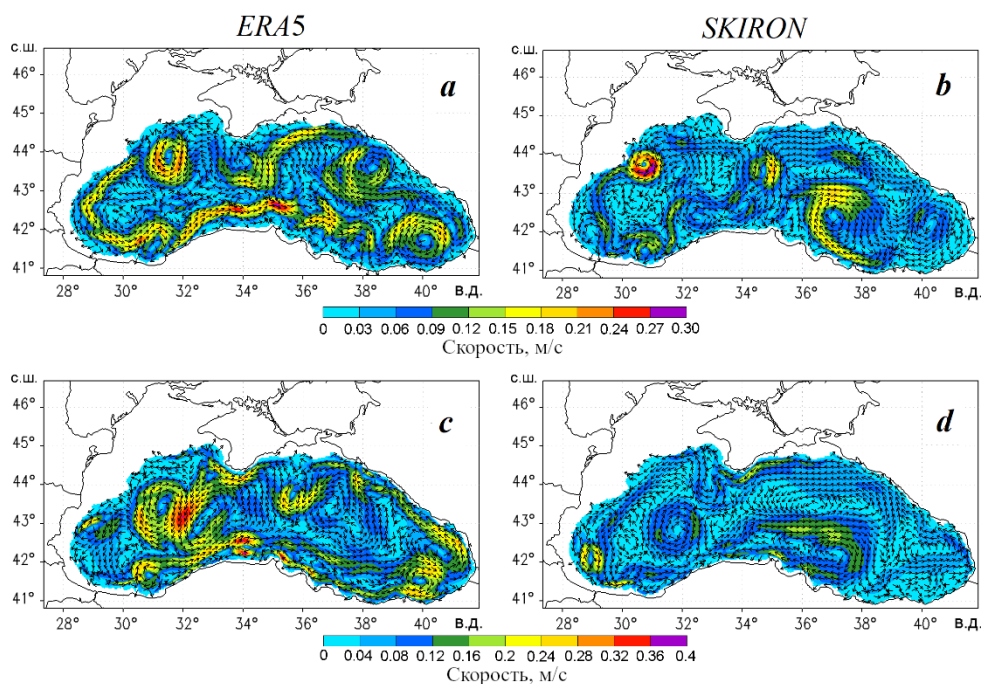 ERA5 SKIRON
с.ш. с.ш.
46° a 46° b
45° 45°
44° 44°
43° 43°
42° 42°
41° 41°
28° 30° 32° 34° 36° 38° 40° в.д. 28° 30° 32° 34° 36° 38° 40° в.д.
0 0.03 0.06 0.09 0.12 0.15 0.18 0.21 0.24 0.27 0.30
Скорость, м/с
с.ш. с.ш.
46° c 46° d
45° 45°
44° 44°
43° 43°
42° 42°
41° 41°
28° 30° 32° 34° 36° 38° 40° в.д. 28° 30° 32° 34° 36° 38° 40° в.д.
0 0.04 0.08 0.12 0.16 0.2 0.24 0.28 0.32 0.36 0.4
Скорость, м/с